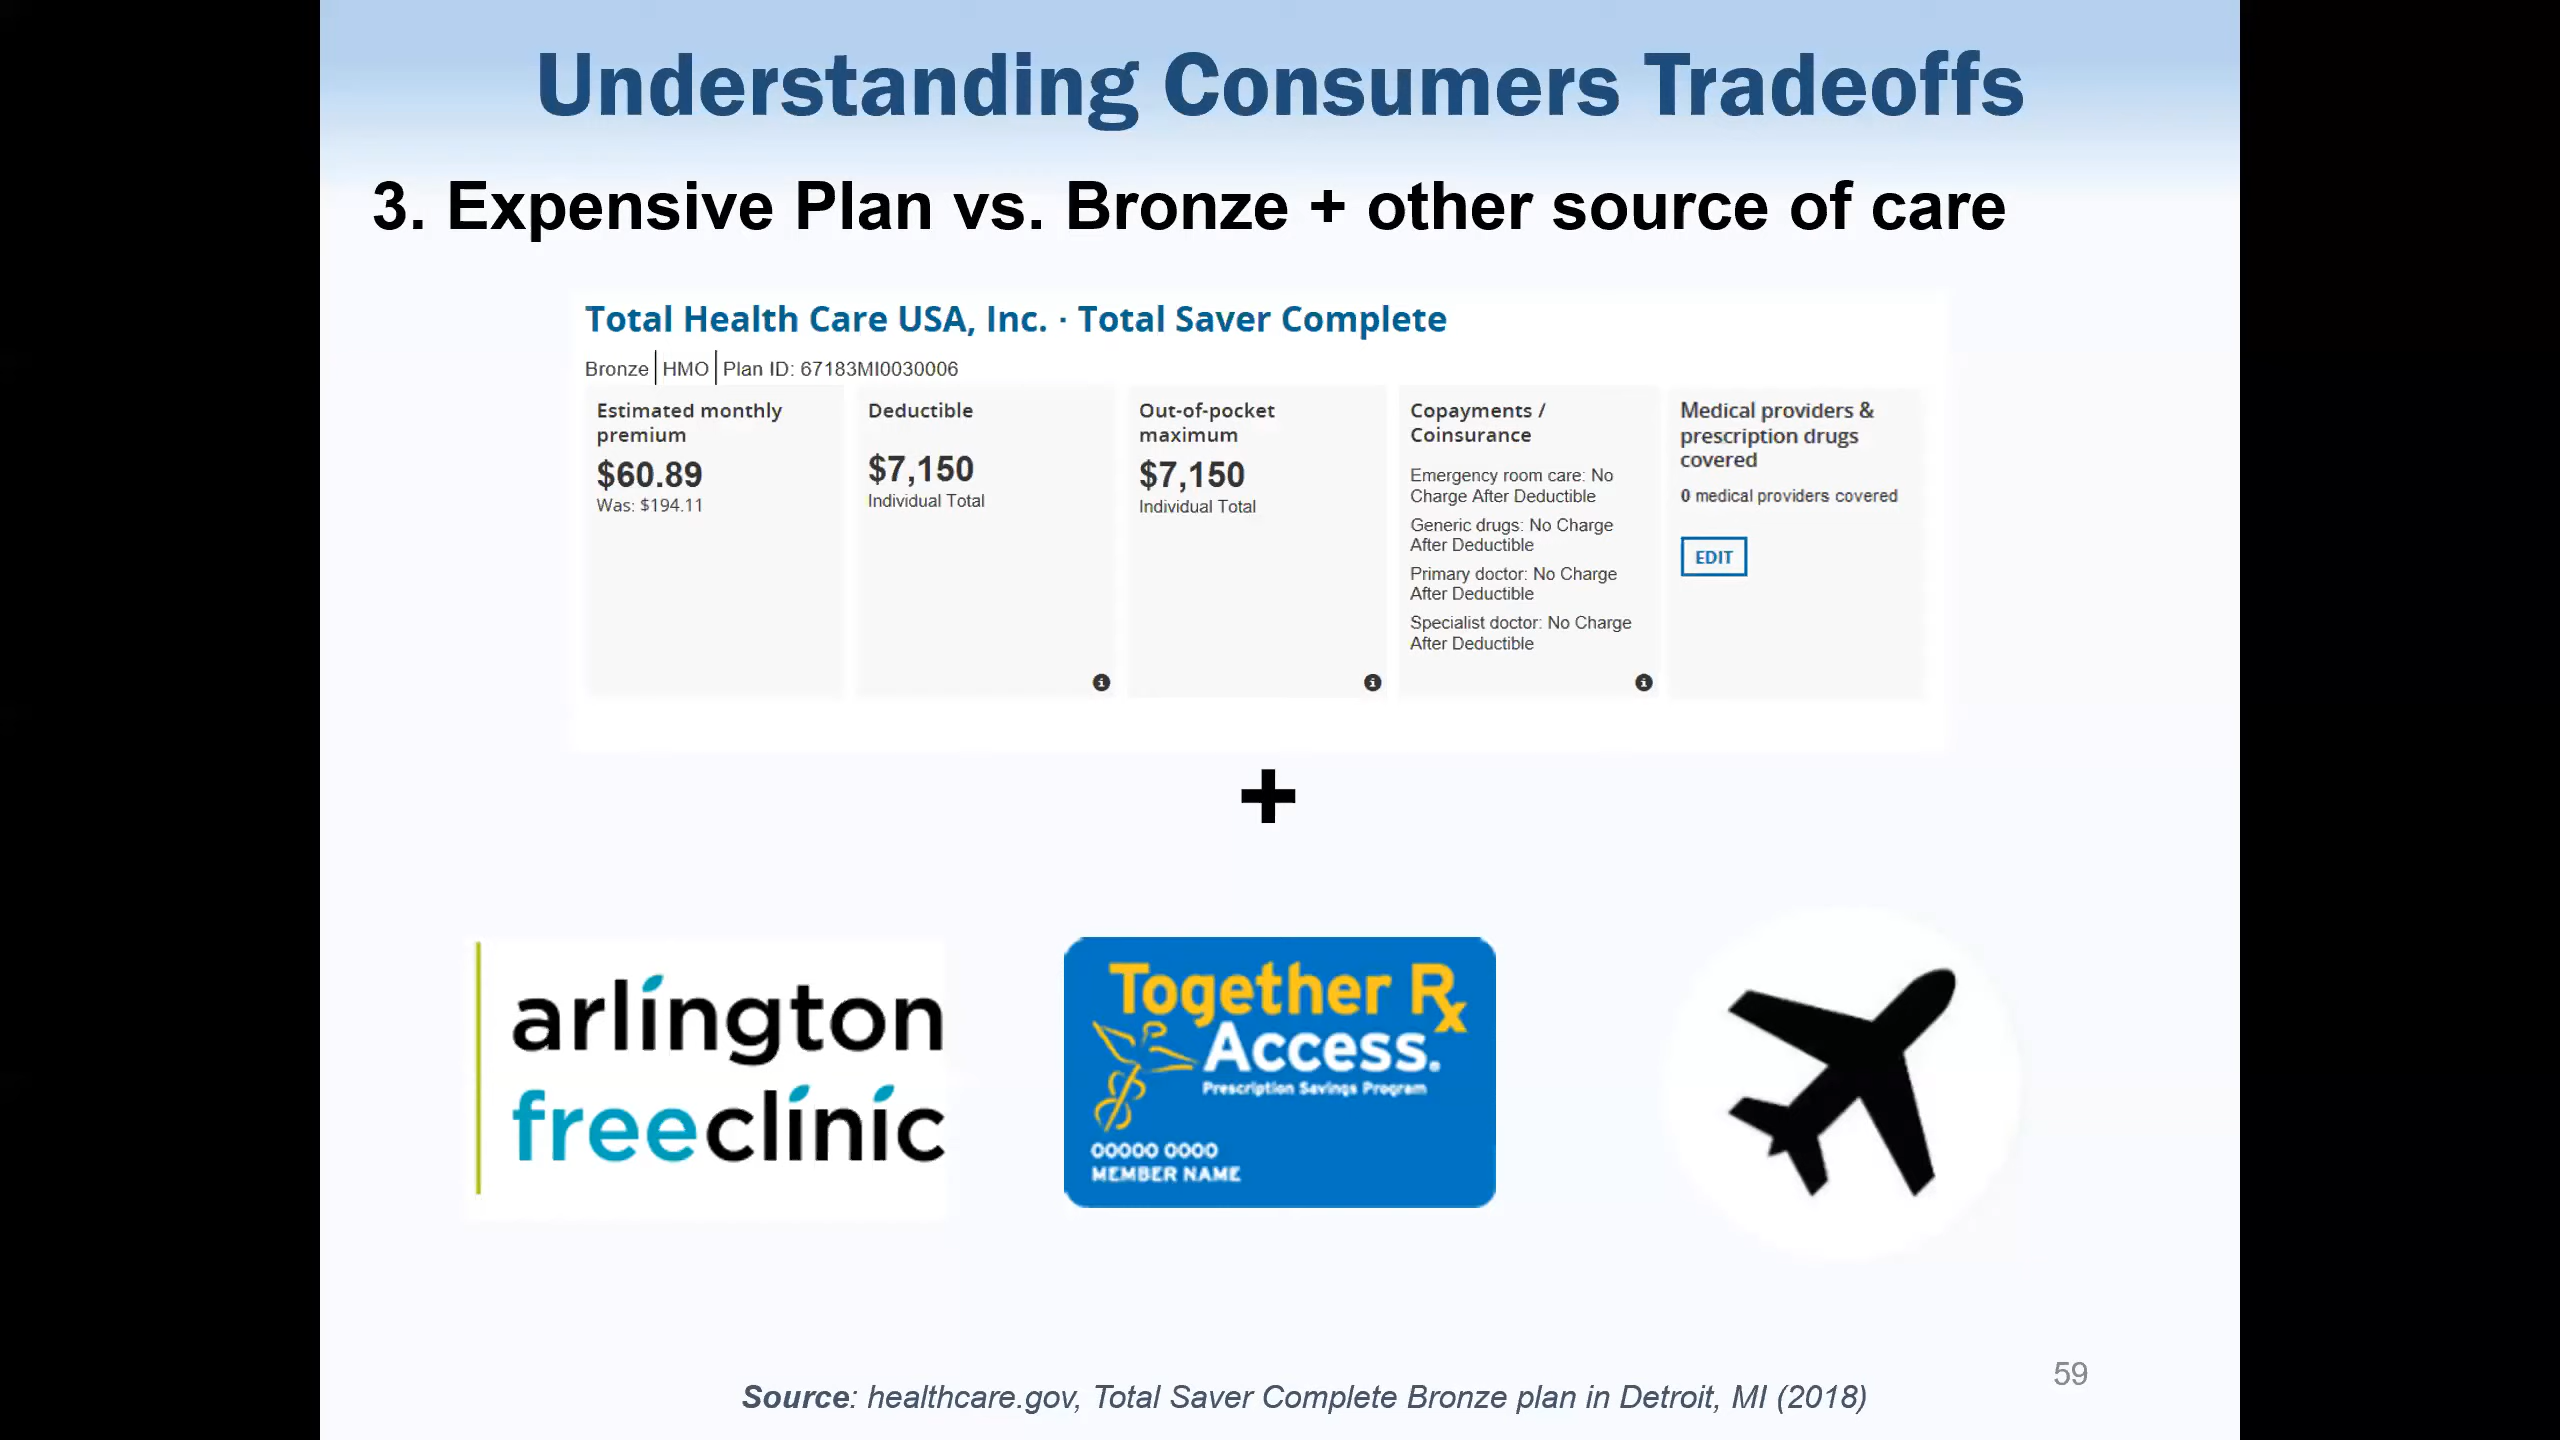 Understanding Consumers Tradeoffs
3. Expensive Plan vs. Bronze + other source of care
Total Health Care USA, Inc. · Total Saver Complete
Bronze | HMO | Plan ID: 67183MI0030006
Estimated monthly
premium
$60.89
Was: $194.11
Deductible
$7,150
Individual Total
Out-of-pocket
maximum
$7,150
Individual Total
Copayments /
Coinsurance
Emergency room care: No
Charge After Deductible
Generic drugs: No Charge
After Deductible
Primary doctor: No Charge
After Deductible
Specialist doctor: No Charge
After Deductible
Medical providers &
prescription drugs
covered
0 medical providers covered
EDIT
+
arlington
freeclinic
Together Rx
Access.
Prescription Savings Program
00000 0000
MEMBER NAME
59
Source: healthcare.gov, Total Saver Complete Bronze plan in Detroit, MI (2018)